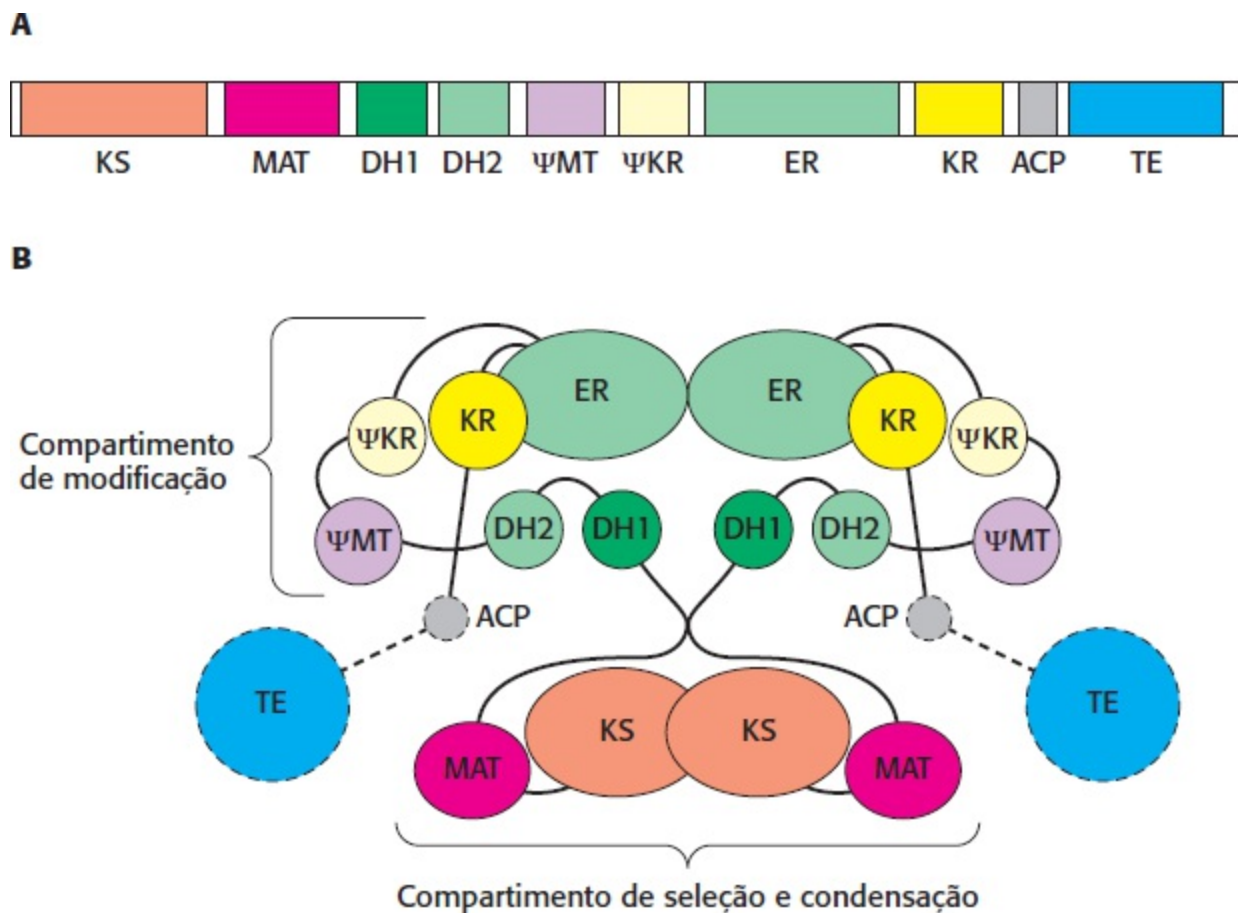 A
KS MAT DH1 DH2 ΨMT ΨKR ER KR ACP TE
B
ER ER
KR KR
ΨKR ΨKR
Compartimento
de modificação
DH2 DH1 DH1 DH2
ΨMT ΨMT
ACP ACP
TE TE
KS KS
MAT MAT
Compartimento de seleção e condensação